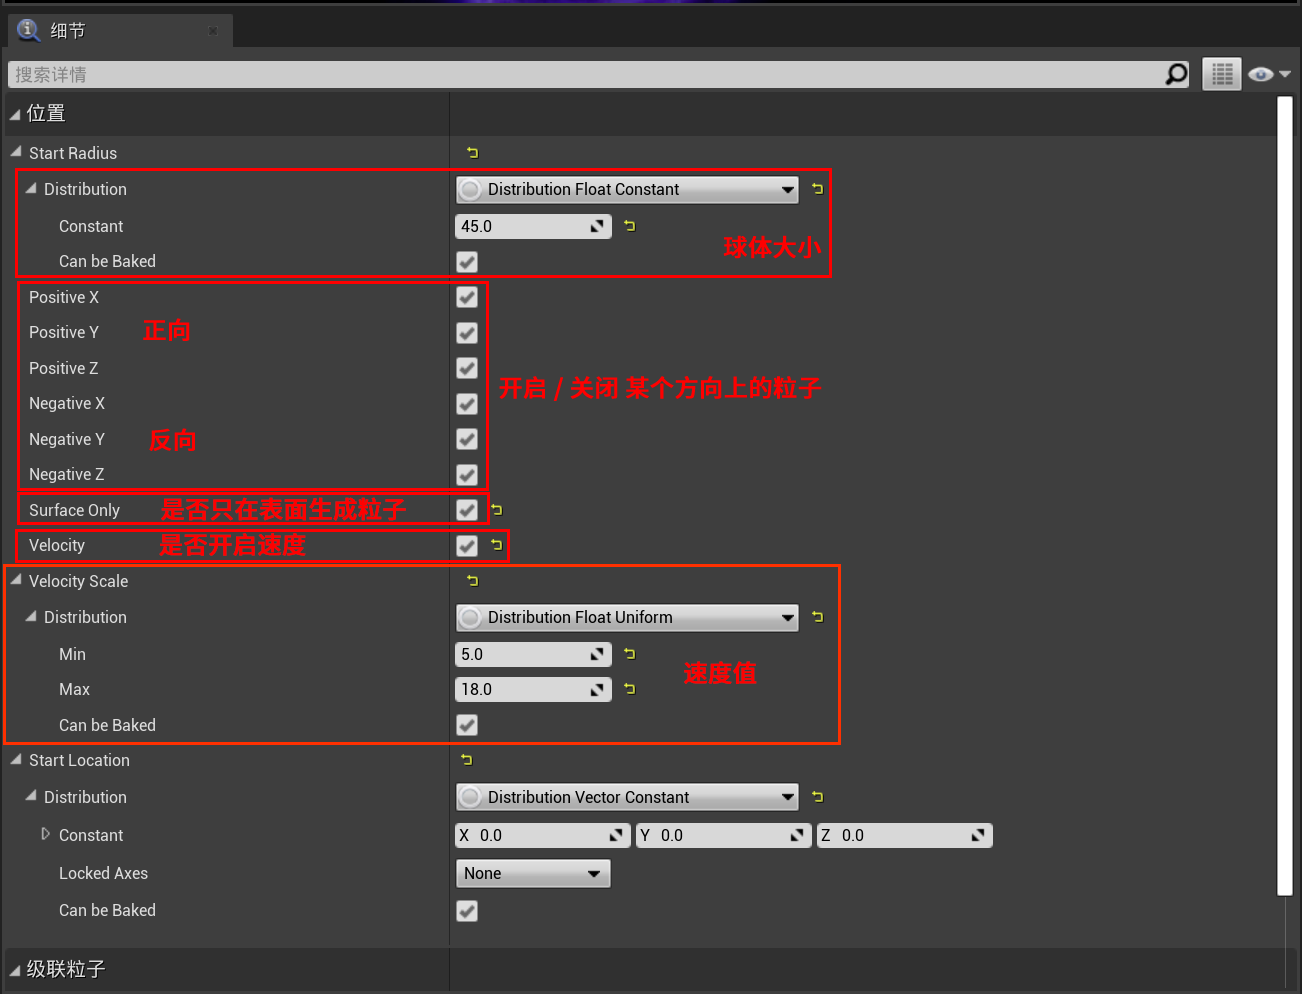 细节
搜索详情
位置
Start Radius
Distribution
Distribution Float Constant
Constant
45.0
球体大小
Can be Baked
Positive X
Positive Y
正向
Positive Z
开启 / 关闭 某个方向上的粒子
Negative X
Negative Y
反向
Negative Z
Surface Only
是否只在表面生成粒子
Velocity
是否开启速度
Velocity Scale
Distribution
Distribution Float Uniform
Min
5.0
速度值
Max
18.0
Can be Baked
Start Location
Distribution
Distribution Vector Constant
Constant
X 0.0
Y 0.0
Z 0.0
Locked Axes
None
Can be Baked
级联粒子